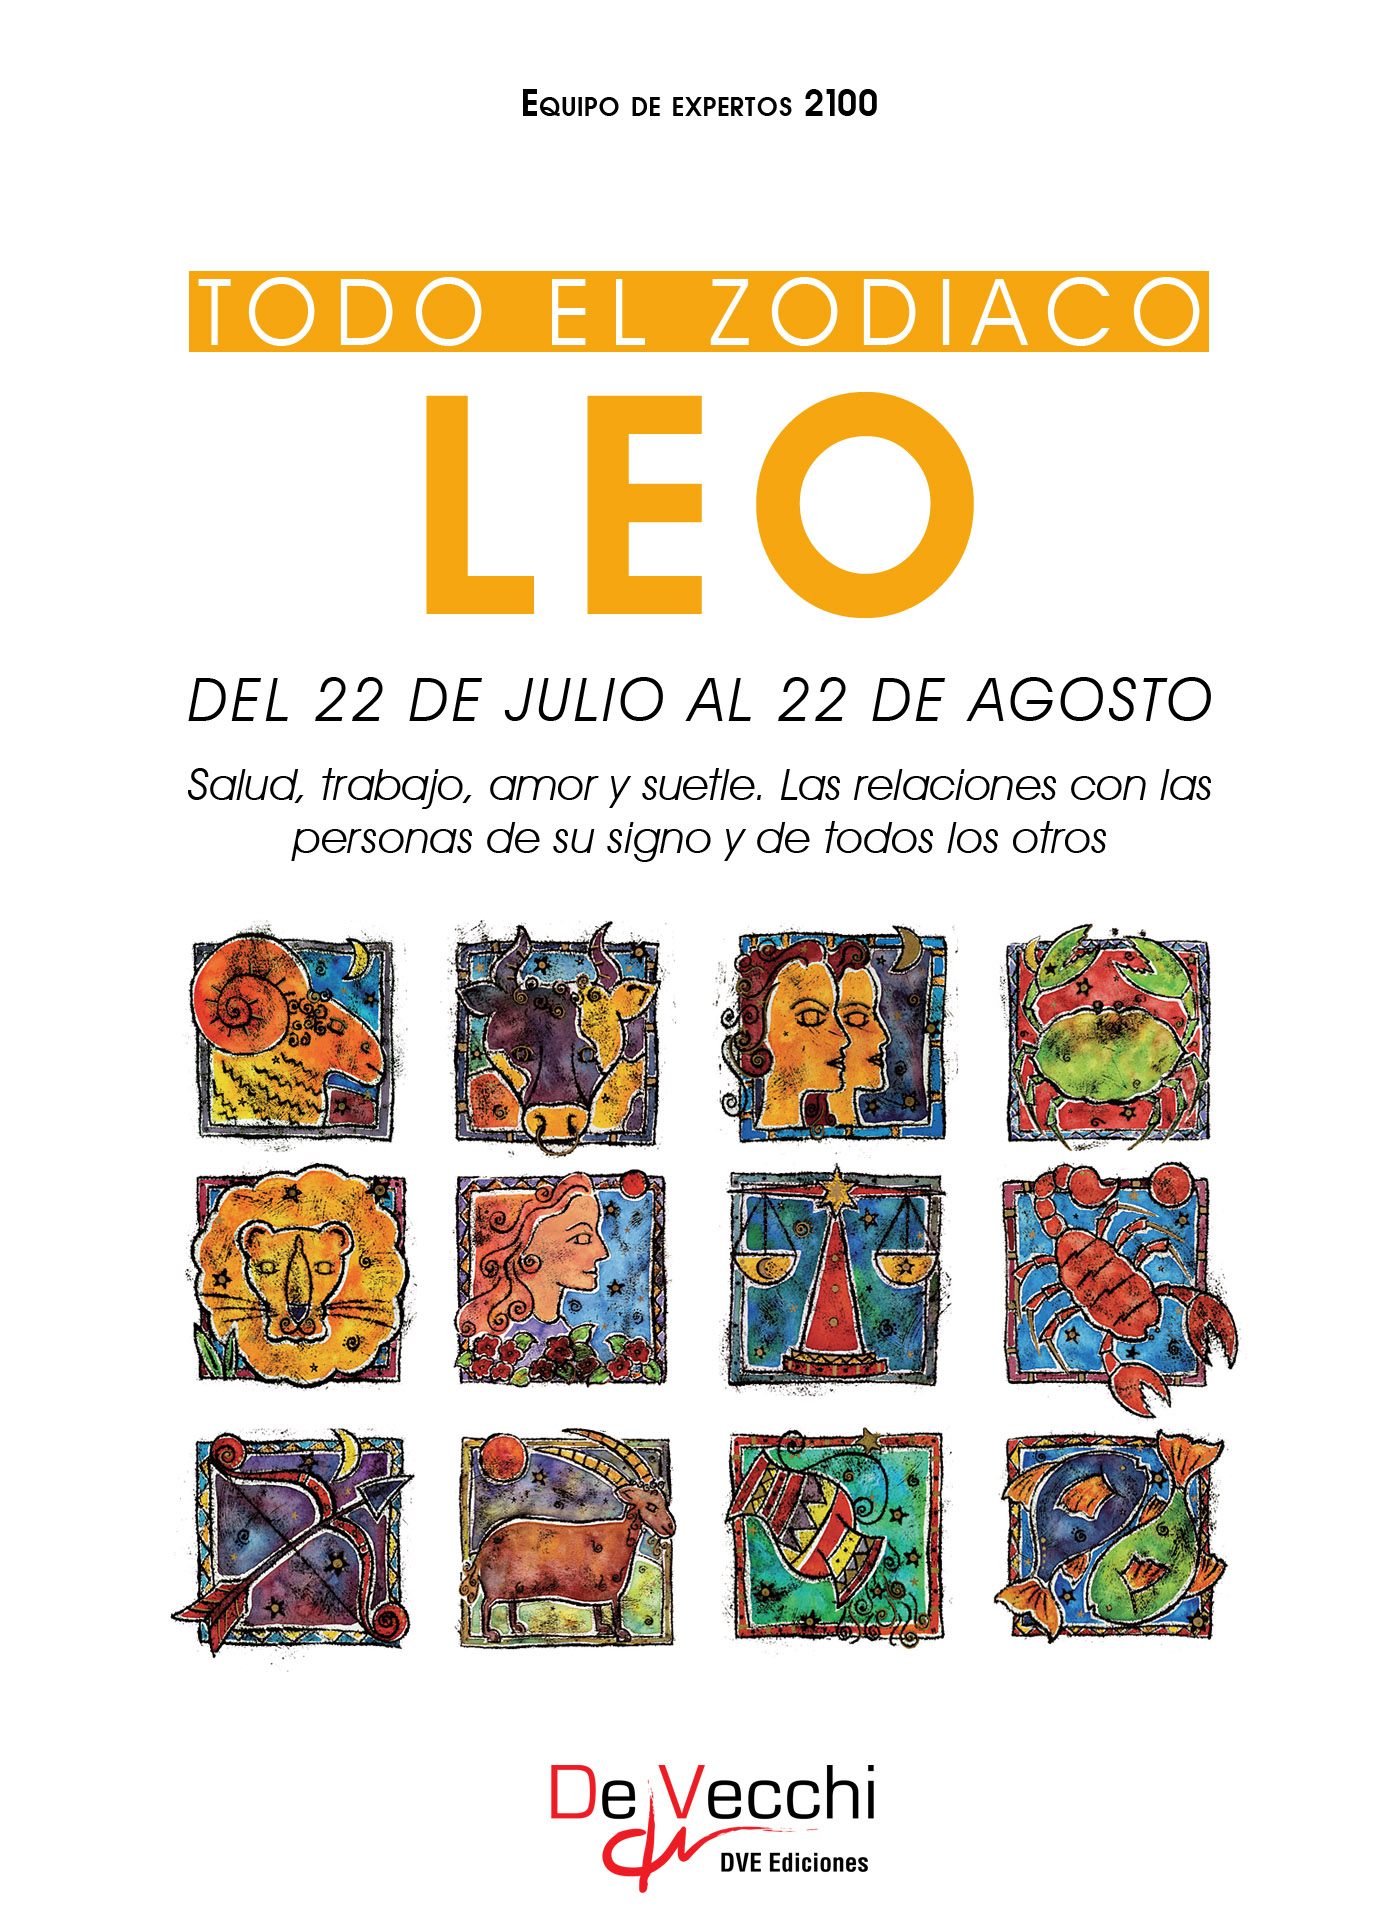 Equipo de expertos 2100
TODO EL ZODIACO
LEO
DEL 22 DE JULIO AL 22 DE AGOSTO
Salud, trabajo, amor y suetle. Las relaciones con las
personas de su signo y de todos los otros
De Vecchi
DVE Ediciones